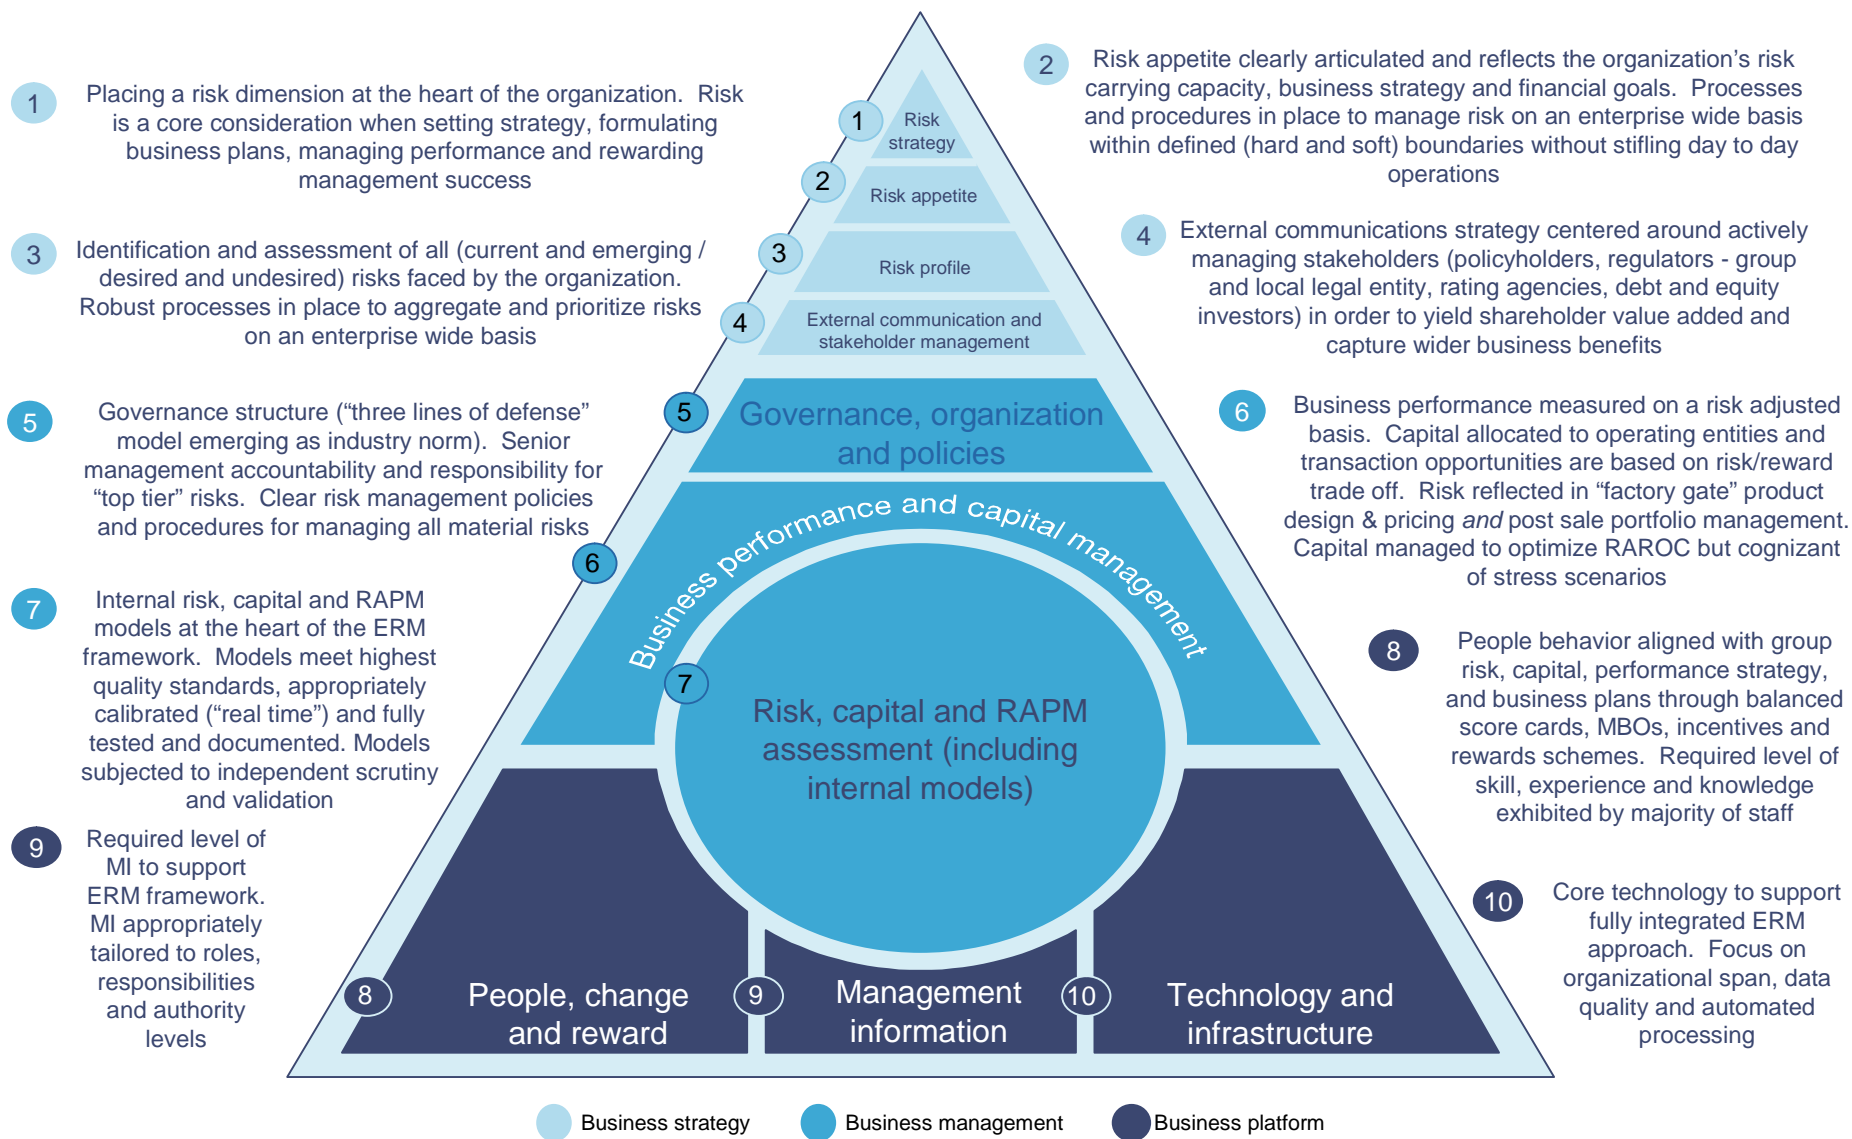 1
Placing a risk dimension at the heart of the organization.  Risk
is a core consideration when setting strategy, formulating
business plans, managing performance and rewarding
management success
2
Risk appetite clearly articulated and reflects the organization's risk
carrying capacity, business strategy and financial goals.  Processes
and procedures in place to manage risk on an enterprise wide basis
within defined (hard and soft) boundaries without stifling day to day
operations
3
Identification and assessment of all (current and emerging /
desired and undesired) risks faced by the organization.
Robust processes in place to aggregate and prioritize risks
on an enterprise wide basis
4
External communications strategy centered around actively
managing stakeholders (policyholders, regulators - group
and local legal entity, rating agencies, debt and equity
investors) in order to yield shareholder value added and
capture wider business benefits
5
Governance structure (“three lines of defense”
model emerging as industry norm).  Senior
management accountability and responsibility for
“top tier” risks.  Clear risk management policies
and procedures for managing all material risks
6
Business performance measured on a risk adjusted
basis.  Capital allocated to operating entities and
transaction opportunities are based on risk/reward
trade off.  Risk reflected in “factory gate” product
design & pricing and post sale portfolio management.
Capital managed to optimize RAROC but cognizant
of stress scenarios
7
Internal risk, capital and RAPM
models at the heart of the ERM
framework.  Models meet highest
quality standards, appropriately
calibrated (“real time”) and fully
tested and documented. Models
subjected to independent scrutiny
and validation
8
People behavior aligned with group
risk, capital, performance strategy,
and business plans through balanced
score cards, MBOs, incentives and
rewards schemes.  Required level of
skill, experience and knowledge
exhibited by majority of staff
9
Required level of
MI to support
ERM framework.
MI appropriately
tailored to roles,
responsibilities
and authority
levels
10
Core technology to support
fully integrated ERM
approach.  Focus on
organizational span, data
quality and automated
processing
1
Risk
strategy
2
Risk appetite
3
Risk profile
4
External communication and
stakeholder management
5
Governance, organization
and policies
6
Business performance and capital management
7
Risk, capital and RAPM
assessment (including
internal models)
8
People, change
and reward
9
Management
information
10
Technology and
infrastructure
Business strategy
Business management
Business platform